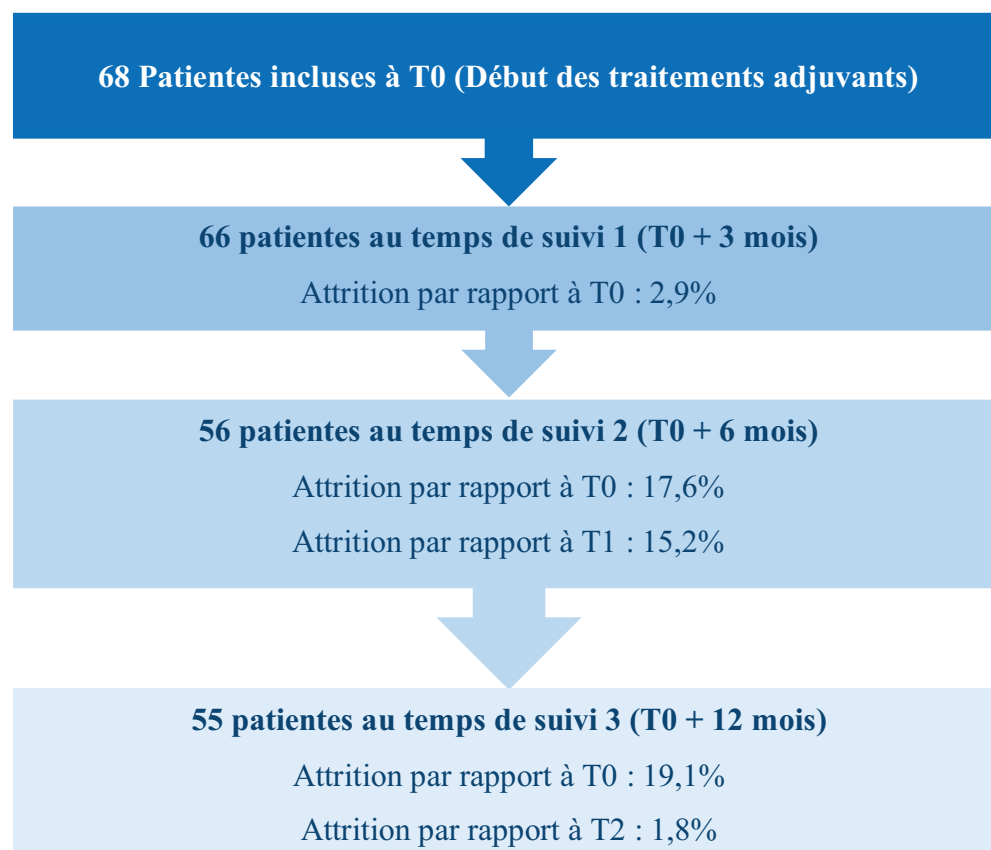 68 Patientes incluses à T0 (Début des traitements adjuvants)
66 patientes au temps de suivi 1 (T0 + 3 mois)
Attrition par rapport à T0 : 2,9%
56 patientes au temps de suivi 2 (T0 + 6 mois)
Attrition par rapport à T0 : 17,6%
Attrition par rapport à T1 : 15,2%
55 patientes au temps de suivi 3 (T0 + 12 mois)
Attrition par rapport à T0 : 19,1%
Attrition par rapport à T2 : 1,8%